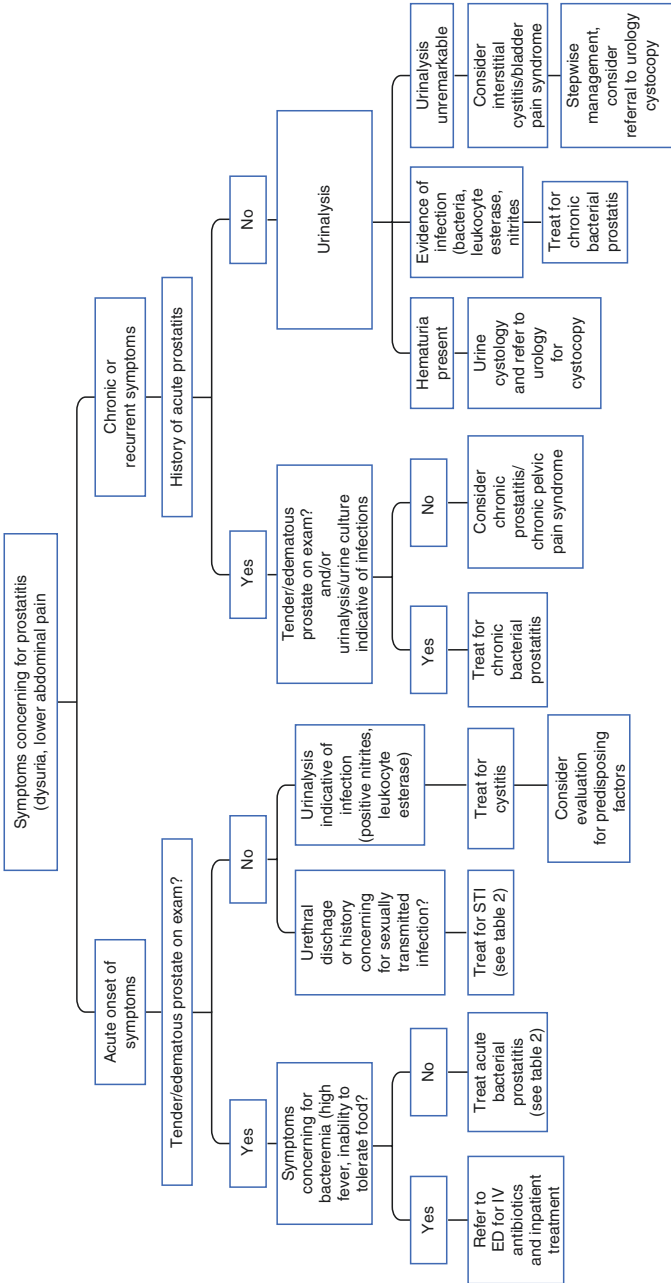 Symptoms concerning for prostatitis
(dysuria, lower abdominal pain)
Acute onset of
symptoms
Tender/edematous prostate on exam?
Yes
Symptoms
concerning for
bacteremia (high
fever, inability to
tolerate food?
Yes
Refer to
ED for IV
antibiotics
and inpatient
treatment
No
Treat acute
bacterial
prostatitis
(see table 2)
No
Urethral
discharge
or history
concerning
for sexually
transmitted
infection?
Treat for STI
(see table 2)
Urinalysis
indicative of
infection
(positive nitrites,
leukocyte
esterase)
Treat for
cystitis
Consider
evaluation
for predisposing
factors
Chronic or
recurrent symptoms
History of acute prostatits
Yes
Tender/edematous
prostate on exam?
and/or
urinalysis/urine culture
indicative of infections
Yes
Treat for
chronic
bacterial
prostatitis
No
Consider
chronic
prostatitis/
chronic pelvic
pain syndrome
No
Urinalysis
Hematuria
present
Urine
cystology
and refer to
urology
for
cystocopy
Evidence of
infection
(bacteria,
leukocyte
esterase,
nitrites
Treat for
chronic
bacterial
prostatis
Urinalysis
unremarkable
Consider
interstitial
cystitis/bladder
pain syndrome
Stepwise
management,
consider
referral to urology
cystocopy